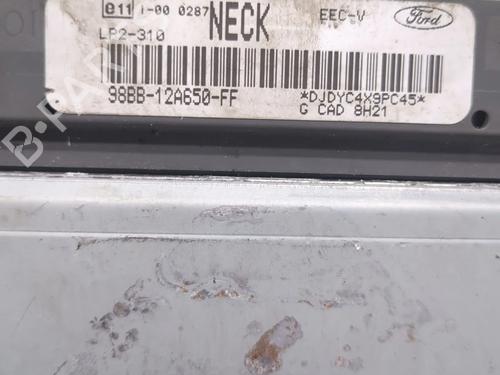 e11 1-00 0287 NECK EEC-V Ford
LP2-310
98BB-12A650-FF *DJDYC4X9PC45*
G CAD 8H21
B-PARTS